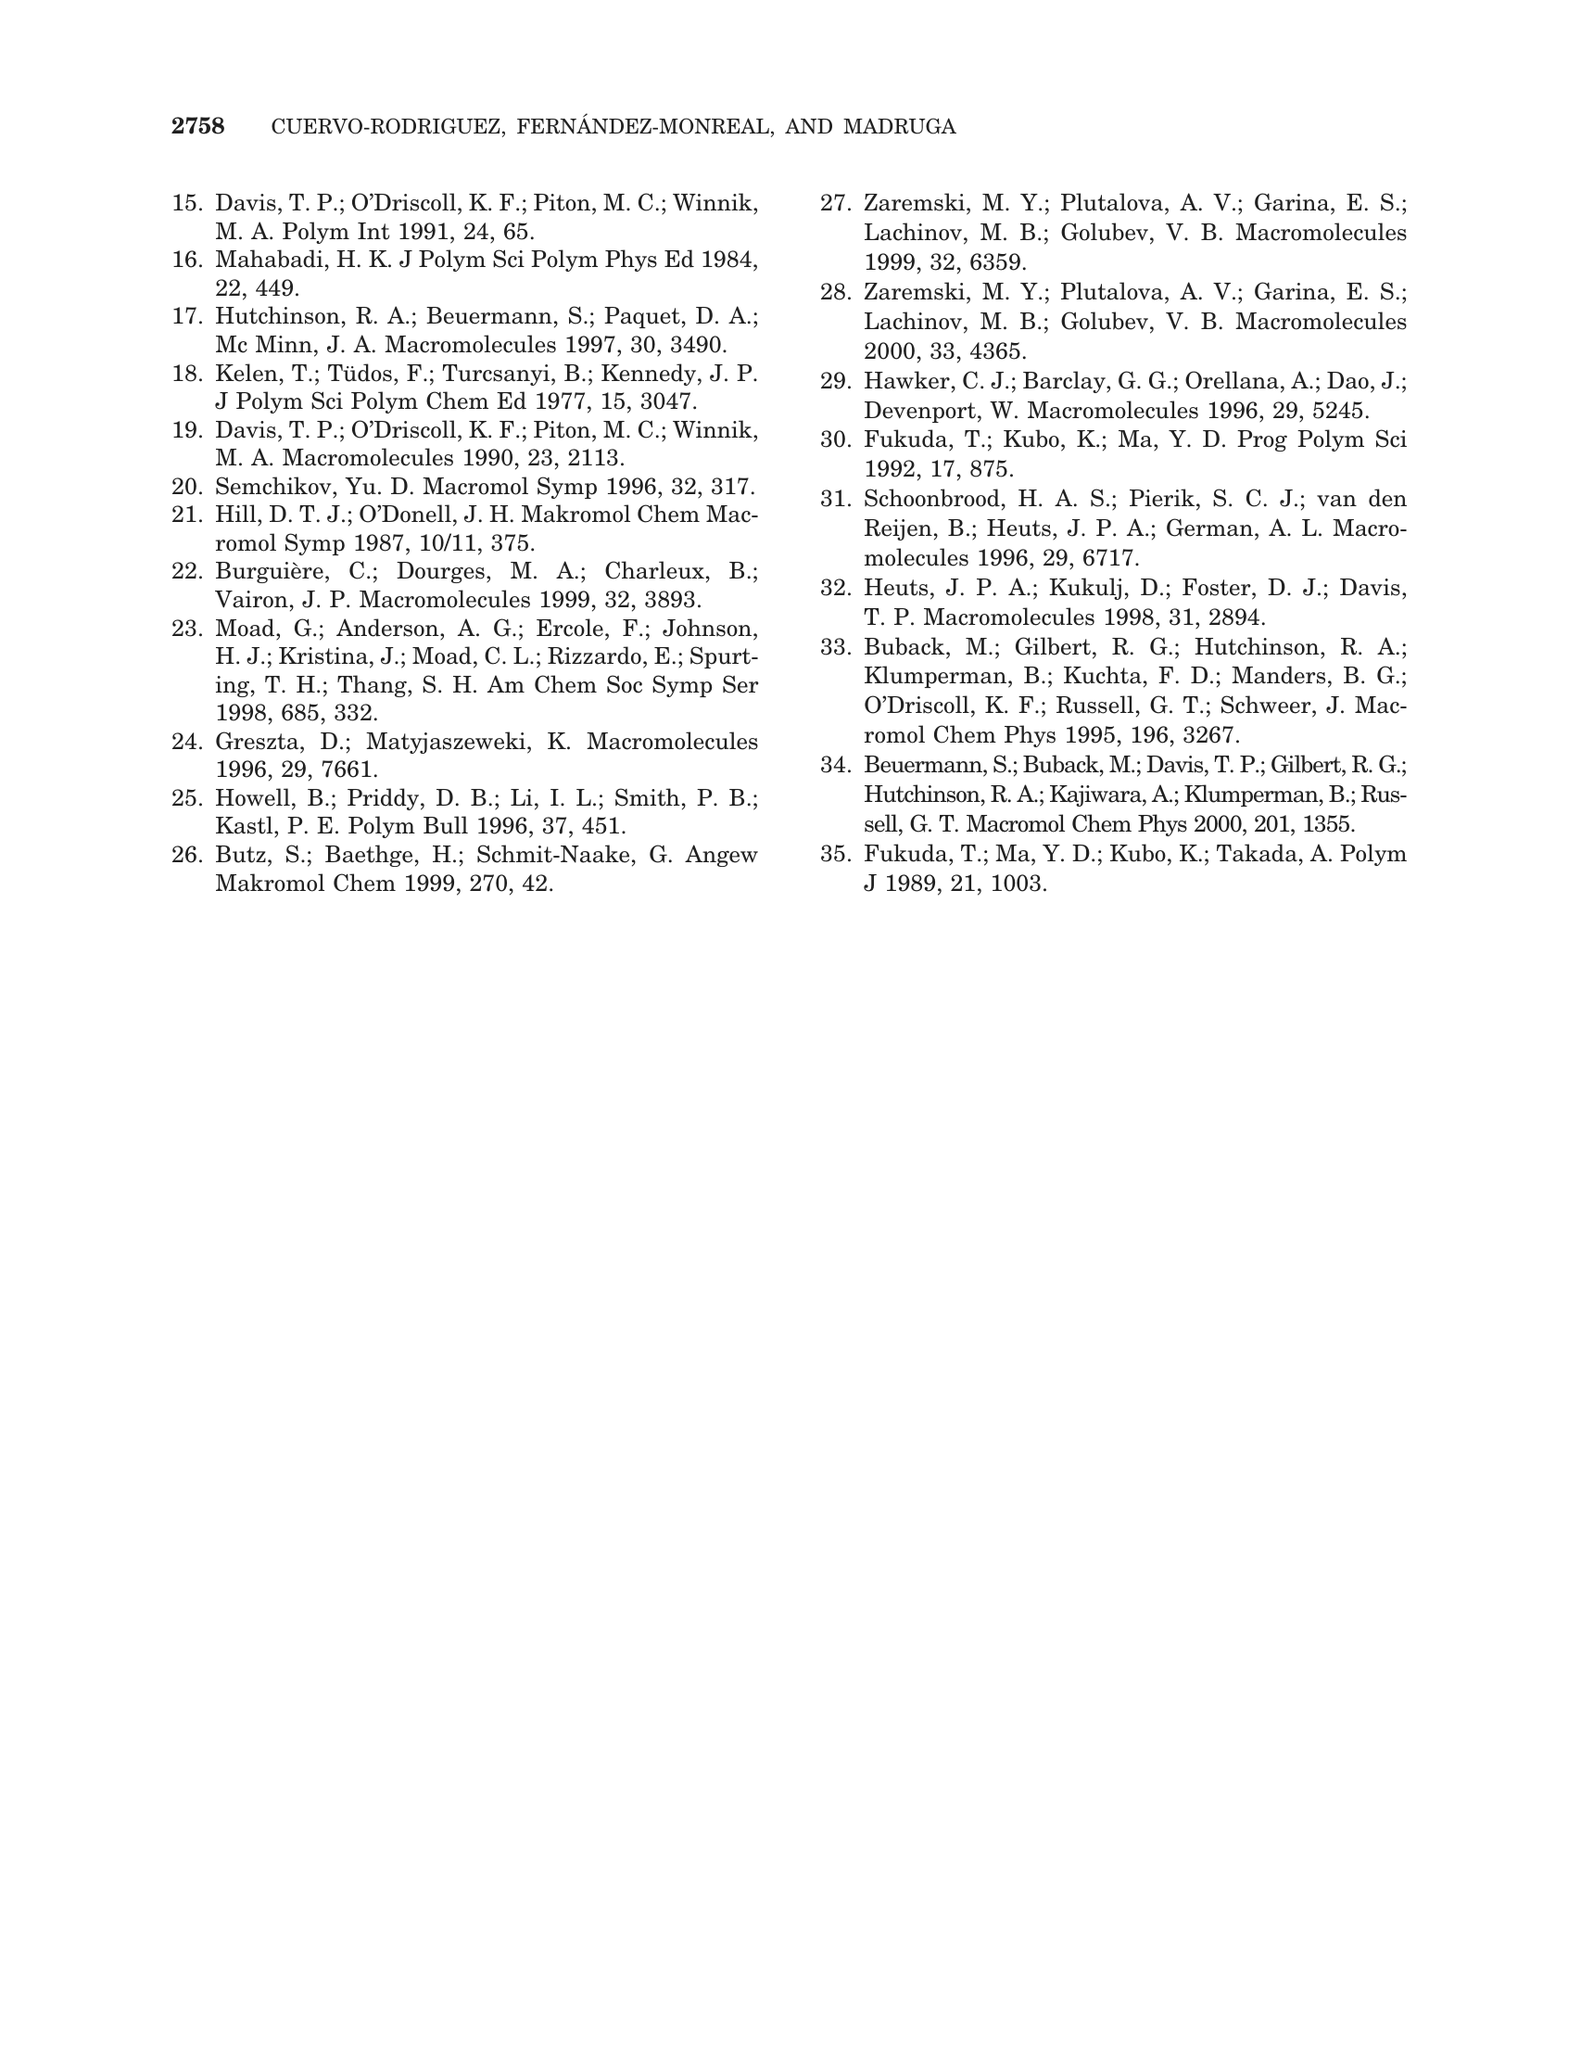 2758 CUERVO-RODRIGUEZ, FERNÁNDEZ-MONREAL, AND MADRUGA
15. Davis, T. P.; O’Driscoll, K. F.; Piton, M. C.; Winnik,
M. A. Polym Int 1991, 24, 65.
16. Mahabadi, H. K. J Polym Sci Polym Phys Ed 1984,
22, 449.
17. Hutchinson, R. A.; Beuermann, S.; Paquet, D. A.;
Mc Minn, J. A. Macromolecules 1997, 30, 3490.
18. Kelen, T.; Tüdos, F.; Turcsanyi, B.; Kennedy, J. P.
J Polym Sci Polym Chem Ed 1977, 15, 3047.
19. Davis, T. P.; O’Driscoll, K. F.; Piton, M. C.; Winnik,
M. A. Macromolecules 1990, 23, 2113.
20. Semchikov, Yu. D. Macromol Symp 1996, 32, 317.
21. Hill, D. T. J.; O’Donell, J. H. Makromol Chem Mac-
romol Symp 1987, 10/11, 375.
22. Burguière, C.; Dourges, M. A.; Charleux, B.;
Vairon, J. P. Macromolecules 1999, 32, 3893.
23. Moad, G.; Anderson, A. G.; Ercole, F.; Johnson,
H. J.; Kristina, J.; Moad, C. L.; Rizzardo, E.; Spurt-
ing, T. H.; Thang, S. H. Am Chem Soc Symp Ser
1998, 685, 332.
24. Greszta, D.; Matyjaszeweki, K. Macromolecules
1996, 29, 7661.
25. Howell, B.; Priddy, D. B.; Li, I. L.; Smith, P. B.;
Kastl, P. E. Polym Bull 1996, 37, 451.
26. Butz, S.; Baethge, H.; Schmit-Naake, G. Angew
Makromol Chem 1999, 270, 42.
27. Zaremski, M. Y.; Plutalova, A. V.; Garina, E. S.;
Lachinov, M. B.; Golubev, V. B. Macromolecules
1999, 32, 6359.
28. Zaremski, M. Y.; Plutalova, A. V.; Garina, E. S.;
Lachinov, M. B.; Golubev, V. B. Macromolecules
2000, 33, 4365.
29. Hawker, C. J.; Barclay, G. G.; Orellana, A.; Dao, J.;
Devenport, W. Macromolecules 1996, 29, 5245.
30. Fukuda, T.; Kubo, K.; Ma, Y. D. Prog Polym Sci
1992, 17, 875.
31. Schoonbrood, H. A. S.; Pierik, S. C. J.; van den
Reijen, B.; Heuts, J. P. A.; German, A. L. Macro-
molecules 1996, 29, 6717.
32. Heuts, J. P. A.; Kukulj, D.; Foster, D. J.; Davis,
T. P. Macromolecules 1998, 31, 2894.
33. Buback, M.; Gilbert, R. G.; Hutchinson, R. A.;
Klumperman, B.; Kuchta, F. D.; Manders, B. G.;
O’Driscoll, K. F.; Russell, G. T.; Schweer, J. Mac-
romol Chem Phys 1995, 196, 3267.
34. Beuermann, S.; Buback, M.; Davis, T. P.; Gilbert, R. G.;
Hutchinson, R. A.; Kajiwara, A.; Klumperman, B.; Rus-
sell, G. T. Macromol Chem Phys 2000, 201, 1355.
35. Fukuda, T.; Ma, Y. D.; Kubo, K.; Takada, A. Polym
J 1989, 21, 1003.